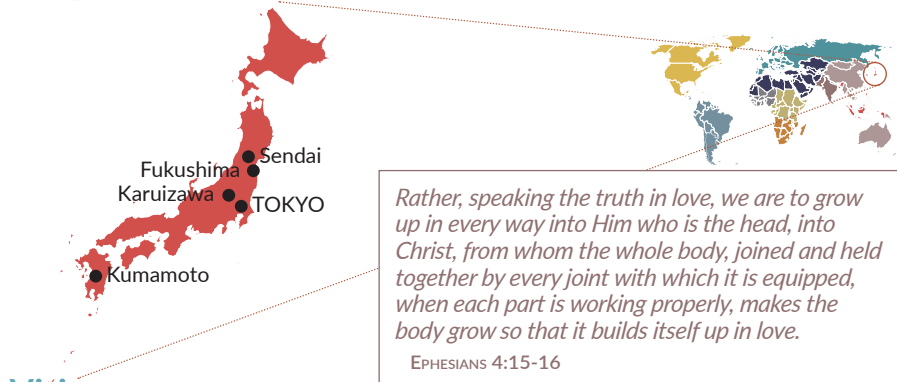 Sendai
Fukushima
Karuizawa
TOKYO
Kumamoto
Rather, speaking the truth in love, we are to grow
up in every way into Him who is the head, into
Christ, from whom the whole body, joined and held
together by every joint with which it is equipped,
when each part is working properly, makes the
body grow so that it builds itself up in love.
Ephesians 4:15-16